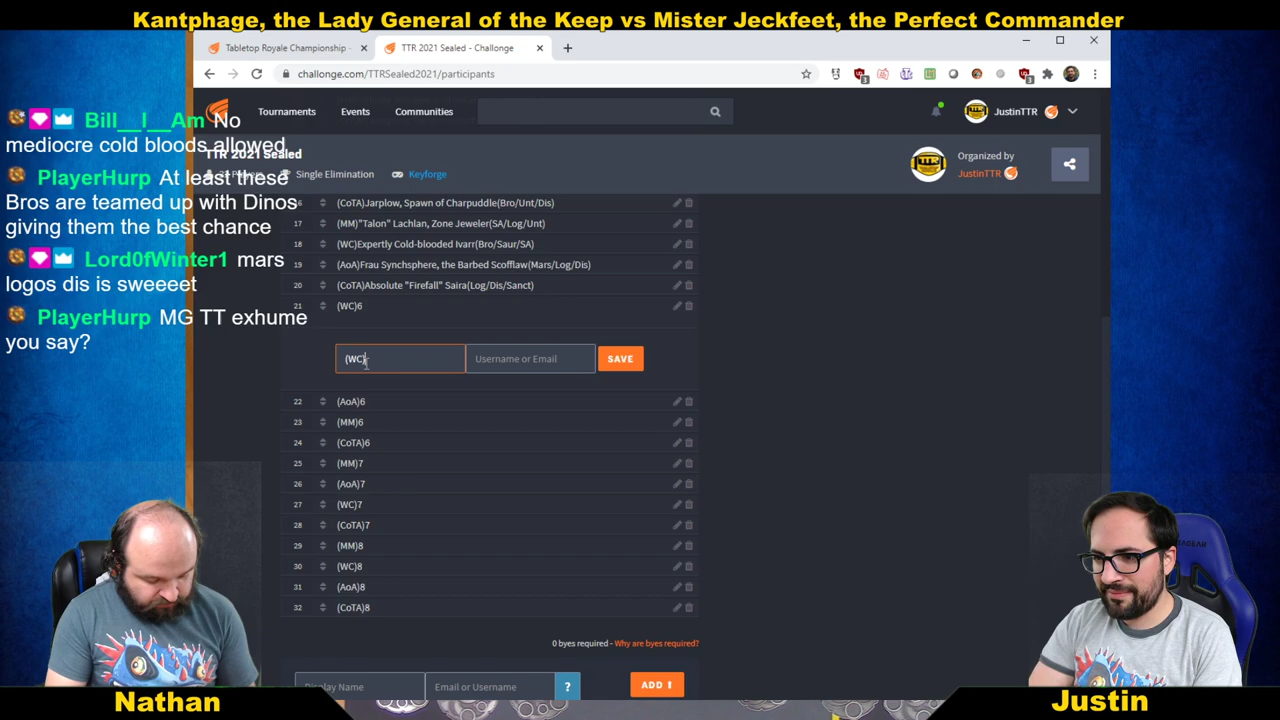 Kantphage, the Lady General of the Keep vs Mister Jeckfeet, the Perfect Commander
Tabletop Royale Championship -
TTR 2021 Sealed - Challonge
challonge.com/TTRSealed2021/participants
Tournaments
Events
Communities
JustinTTR
TTR 2021 Sealed
Single Elimination
Keyforge
Organized by
JustinTTR
Bill__I__Am No
mediocre cold bloods allowed
PlayerHurp At least these
Bros are teamed up with Dinos
giving them the best chance
Lord0fWinter1 mars
logos dis is sweeeet
PlayerHurp MG TT exhume
you say?
16 (CoTA)Jarplow, Spawn of Charpuddle(Bro/Unt/Dis)
17 (MM)"Talon" Lachlan, Zone Jeweler(SA/Log/Unt)
18 (WC)Expertly Cold-blooded Ivarr(Bro/Saur/SA)
19 (AoA)Frau Synchsphere, the Barbed Scofflaw(Mars/Log/Dis)
20 (CoTA)Absolute "Firefall" Saira(Log/Dis/Sanct)
21 (WC)6
(WC)
Username or Email
SAVE
22 (AoA)6
23 (MM)6
24 (CoTA)6
25 (MM)7
26 (AoA)7
27 (WC)7
28 (CoTA)7
29 (MM)8
30 (WC)8
31 (AoA)8
32 (CoTA)8
0 byes required - Why are byes required?
Display Name
Email or Username
?
ADD
Nathan
Justin